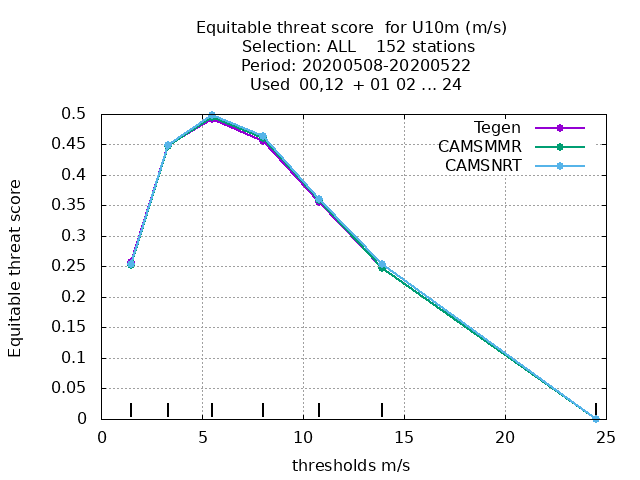 Equitable threat score  for U10m (m/s)
Selection: ALL    152 stations
Period: 20200508-20200522
Used  00,12  + 01 02 ... 24
Tegen
CAMSMMR
CAMSNRT
Equitable threat score
0.5
0.45
0.4
0.35
0.3
0.25
0.2
0.15
0.1
0.05
0
0 5 10 15 20 25
thresholds m/s